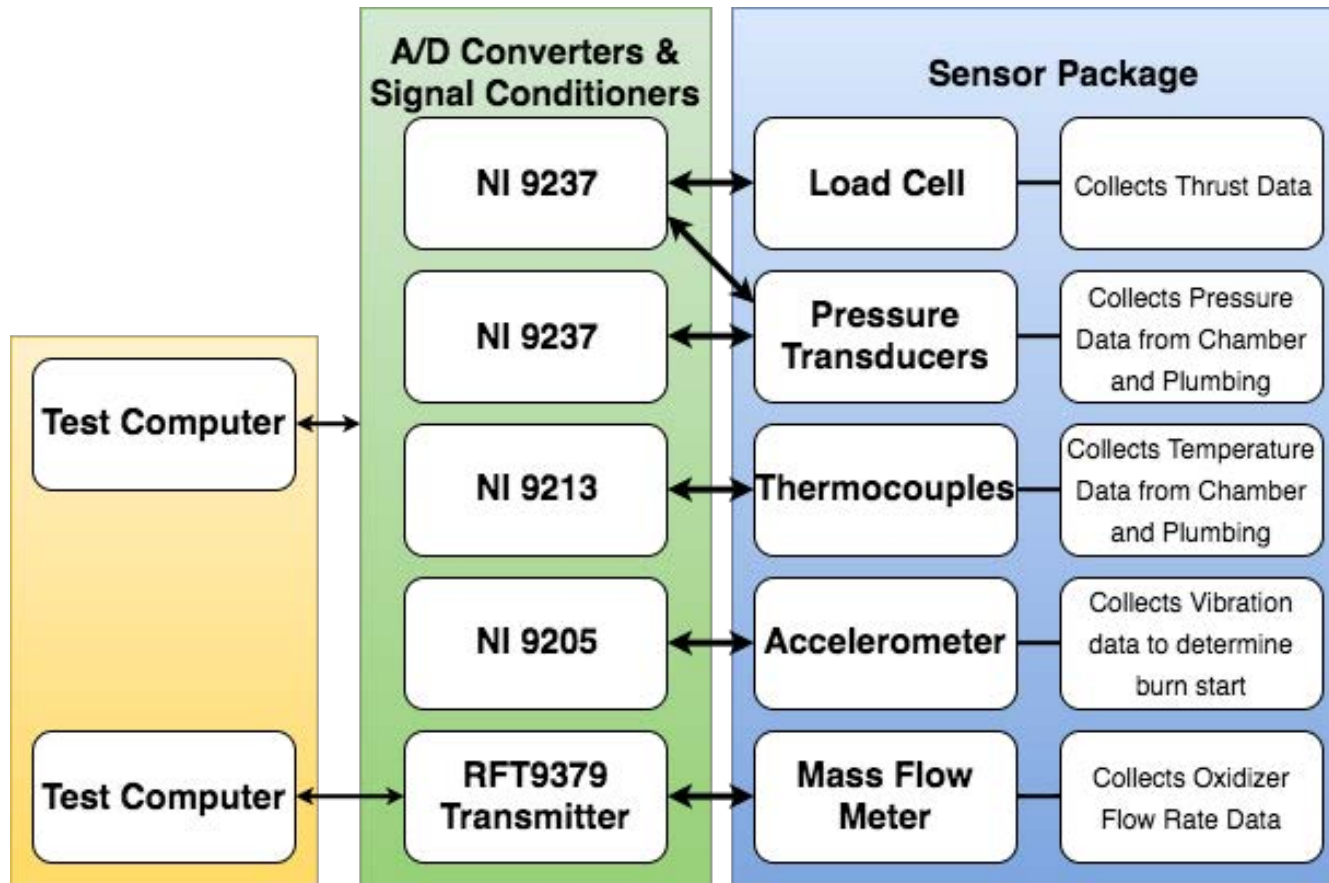 A/D Converters &
Signal Conditioners
Sensor Package
NI 9237
Load Cell
Collects Thrust Data
NI 9237
Pressure
Transducers
Collects Pressure
Data from Chamber
and Plumbing
Test Computer
NI 9213
Thermocouples
Collects Temperature
Data from Chamber
and Plumbing
NI 9205
Accelerometer
Collects Vibration
data to determine
burn start
Test Computer
RFT9379
Transmitter
Mass Flow
Meter
Collects Oxidizer
Flow Rate Data